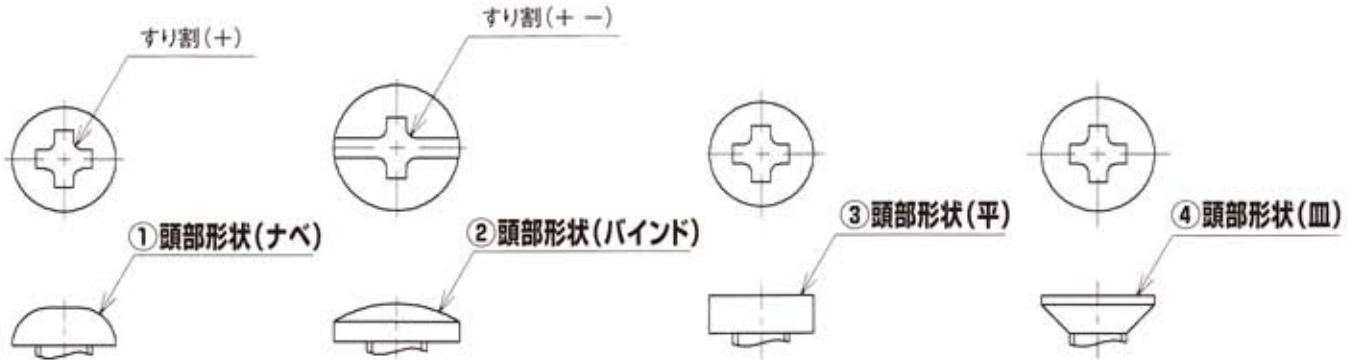 すり割(+)
すり割(+ −)
①頭部形状(ナベ)
②頭部形状(バインド)
③頭部形状(平)
④頭部形状(皿)